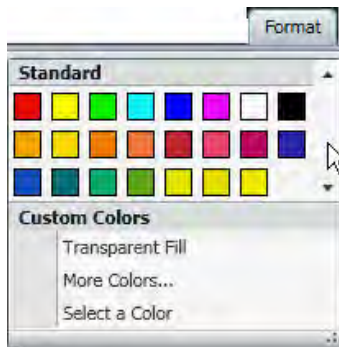 Format
Standard
Custom Colors
Transparent Fill
More Colors...
Select a Color